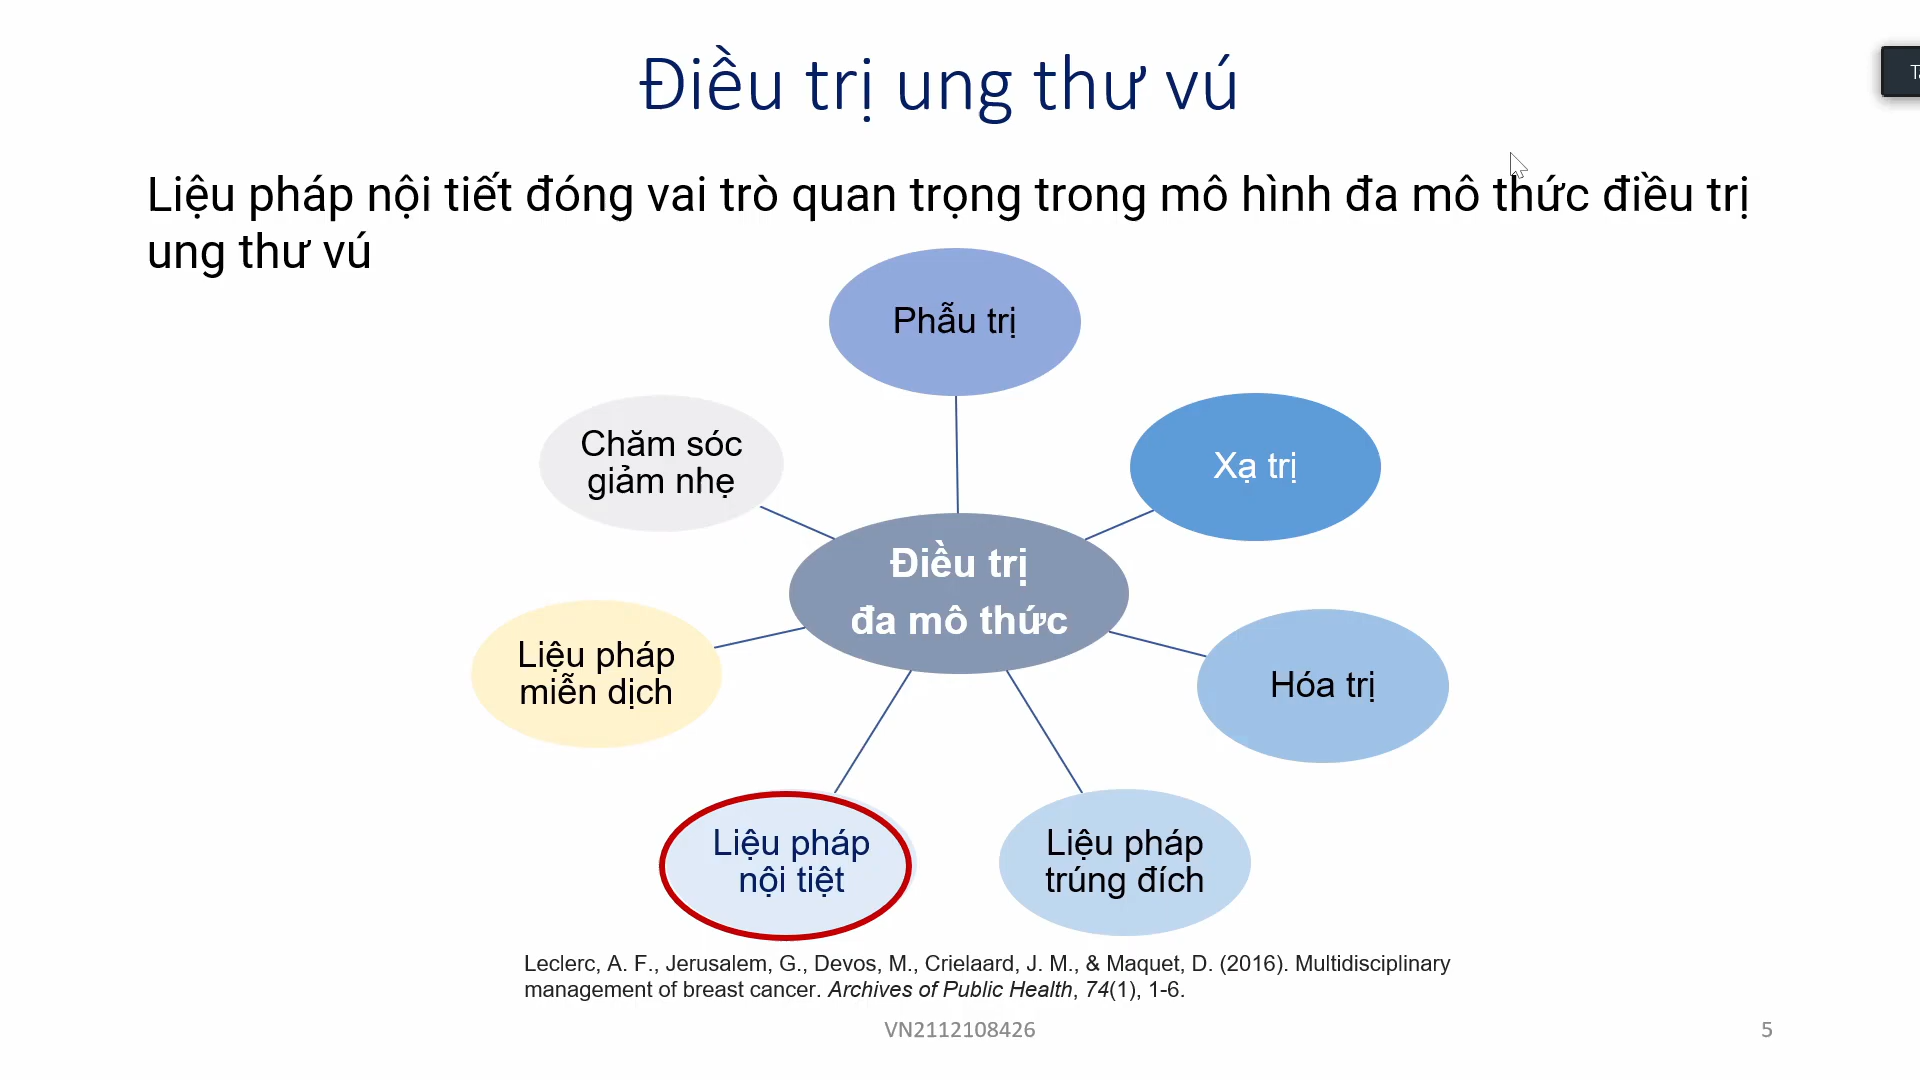 Điều trị ung thư vú
Liệu pháp nội tiết đóng vai trò quan trọng trong mô hình đa mô thức điều trị
ung thư vú
Phẫu trị
Chăm sóc
giảm nhẹ
Xạ trị
Điều trị
đa mô thức
Liệu pháp
miễn dịch
Hóa trị
Liệu pháp
nội tiệt
Liệu pháp
trúng đích
Leclerc, A. F., Jerusalem, G., Devos, M., Crielaard, J. M., & Maquet, D. (2016). Multidisciplinary
management of breast cancer. Archives of Public Health, 74(1), 1-6.
VN2112108426
5